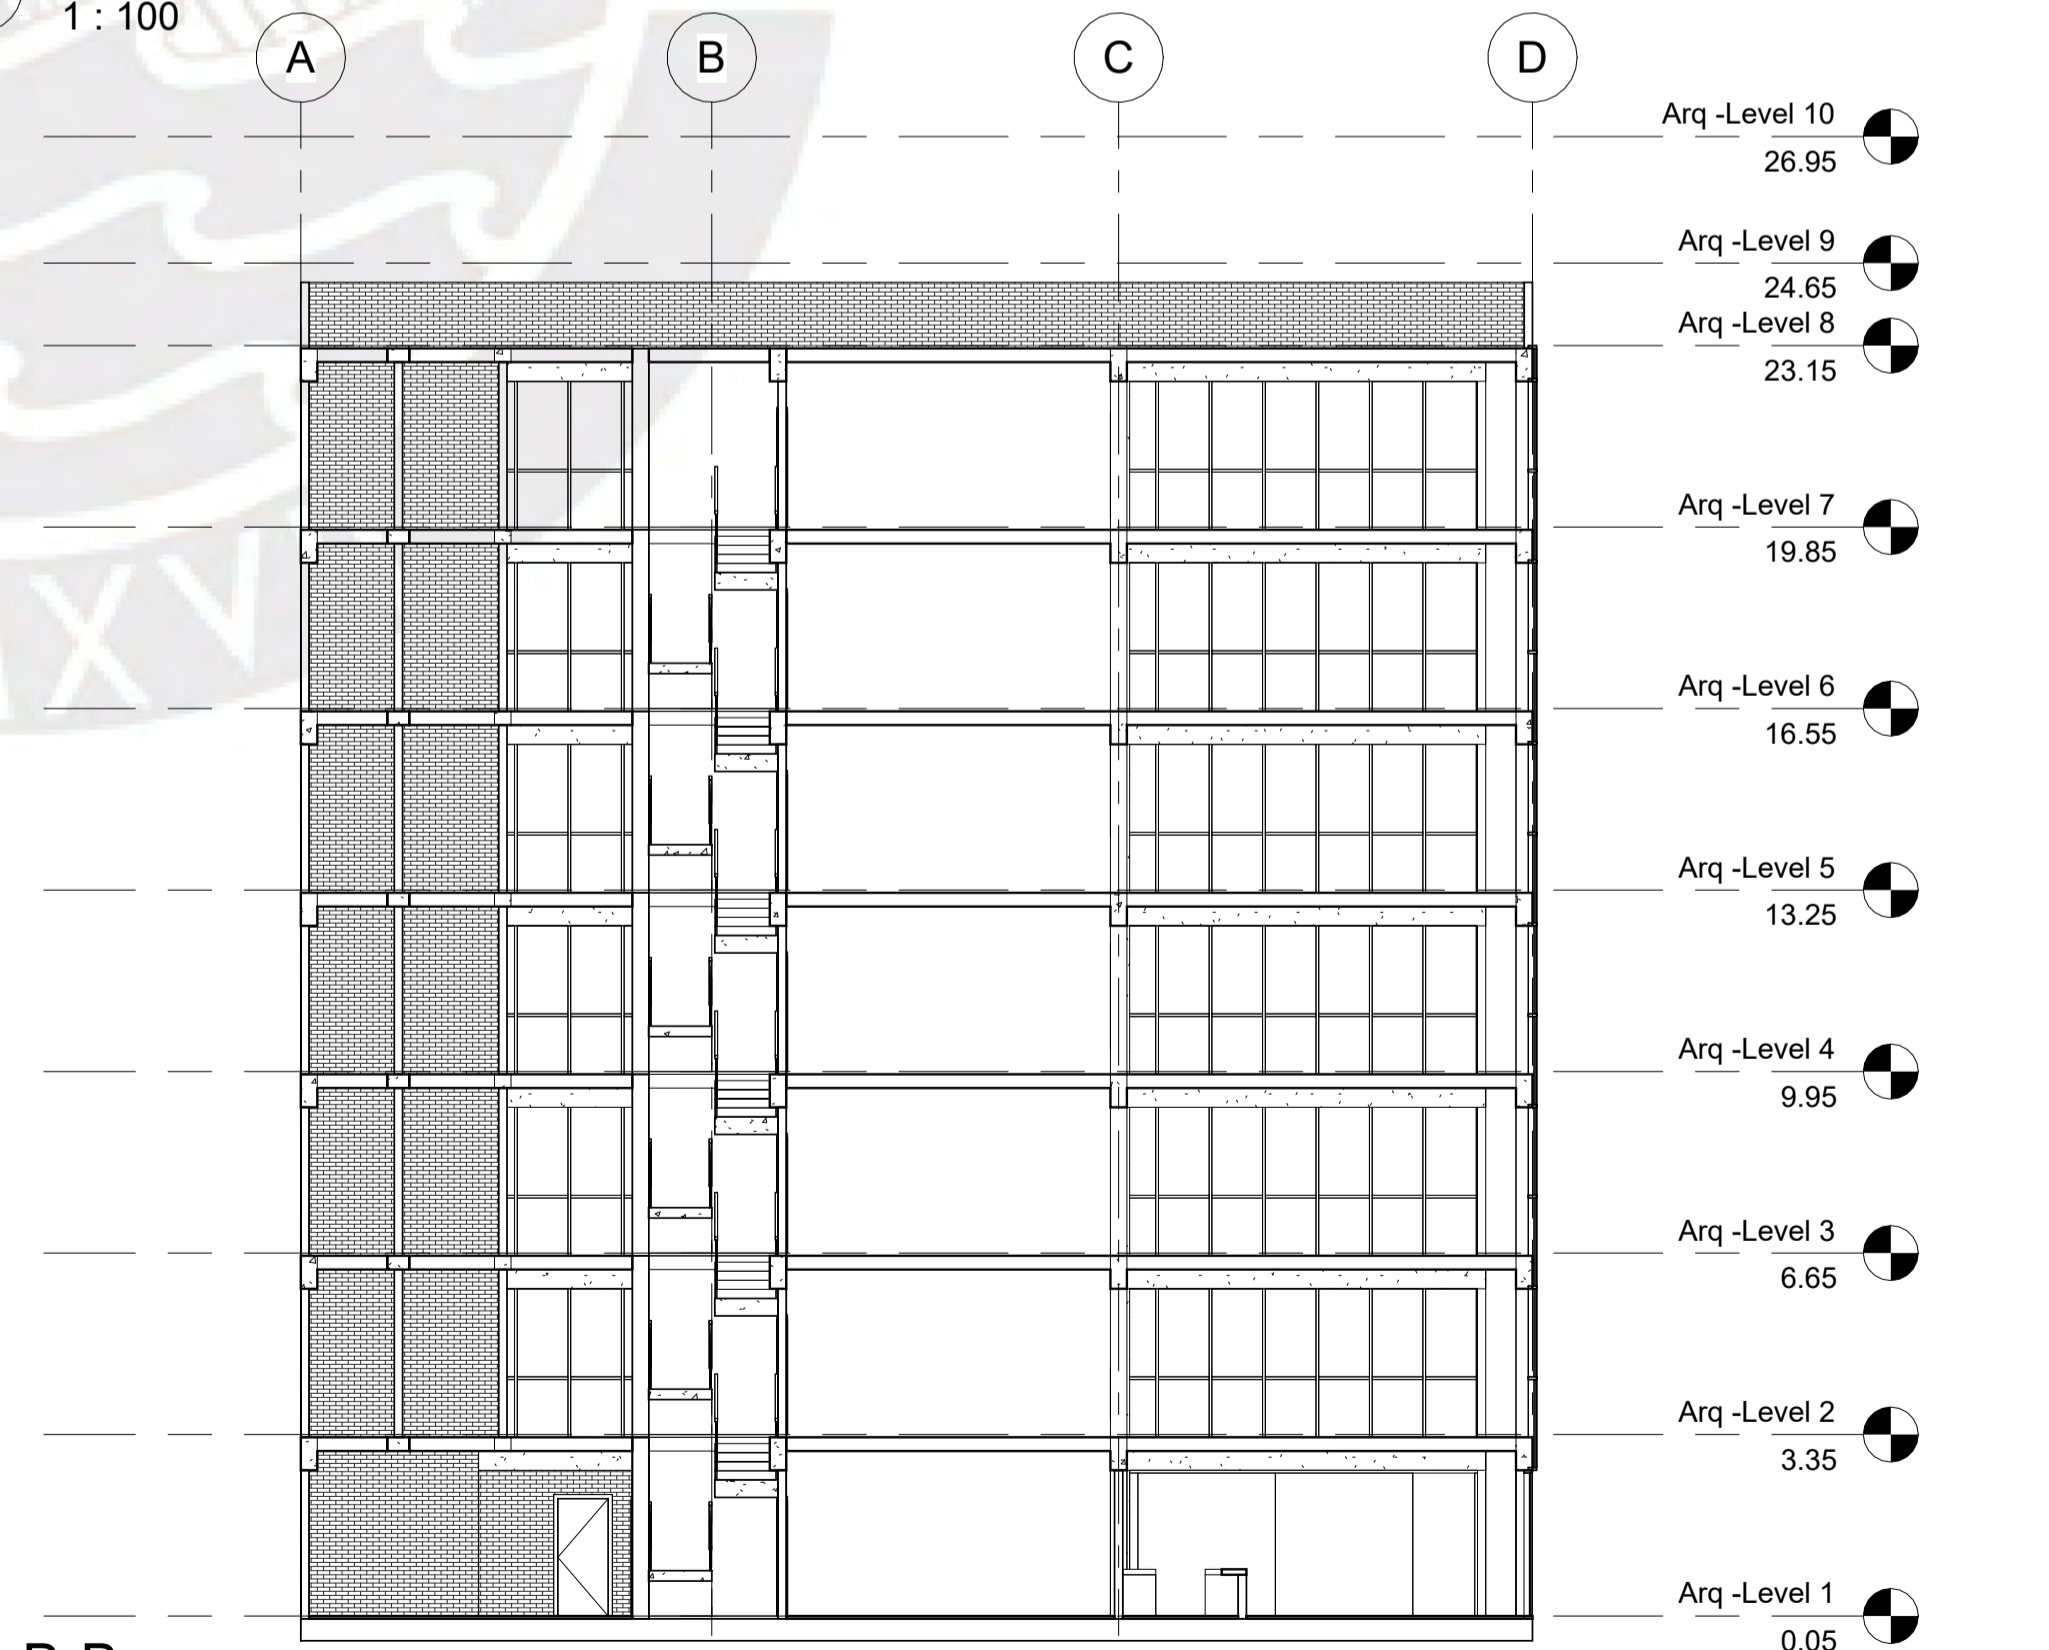 1 : 100
A
B
C
D
Arq -Level 10
26.95
Arq -Level 9
24.65
Arq -Level 8
23.15
Arq -Level 7
19.85
Arq -Level 6
16.55
Arq -Level 5
13.25
Arq -Level 4
9.95
Arq -Level 3
6.65
Arq -Level 2
3.35
Arq -Level 1
0.05
XV